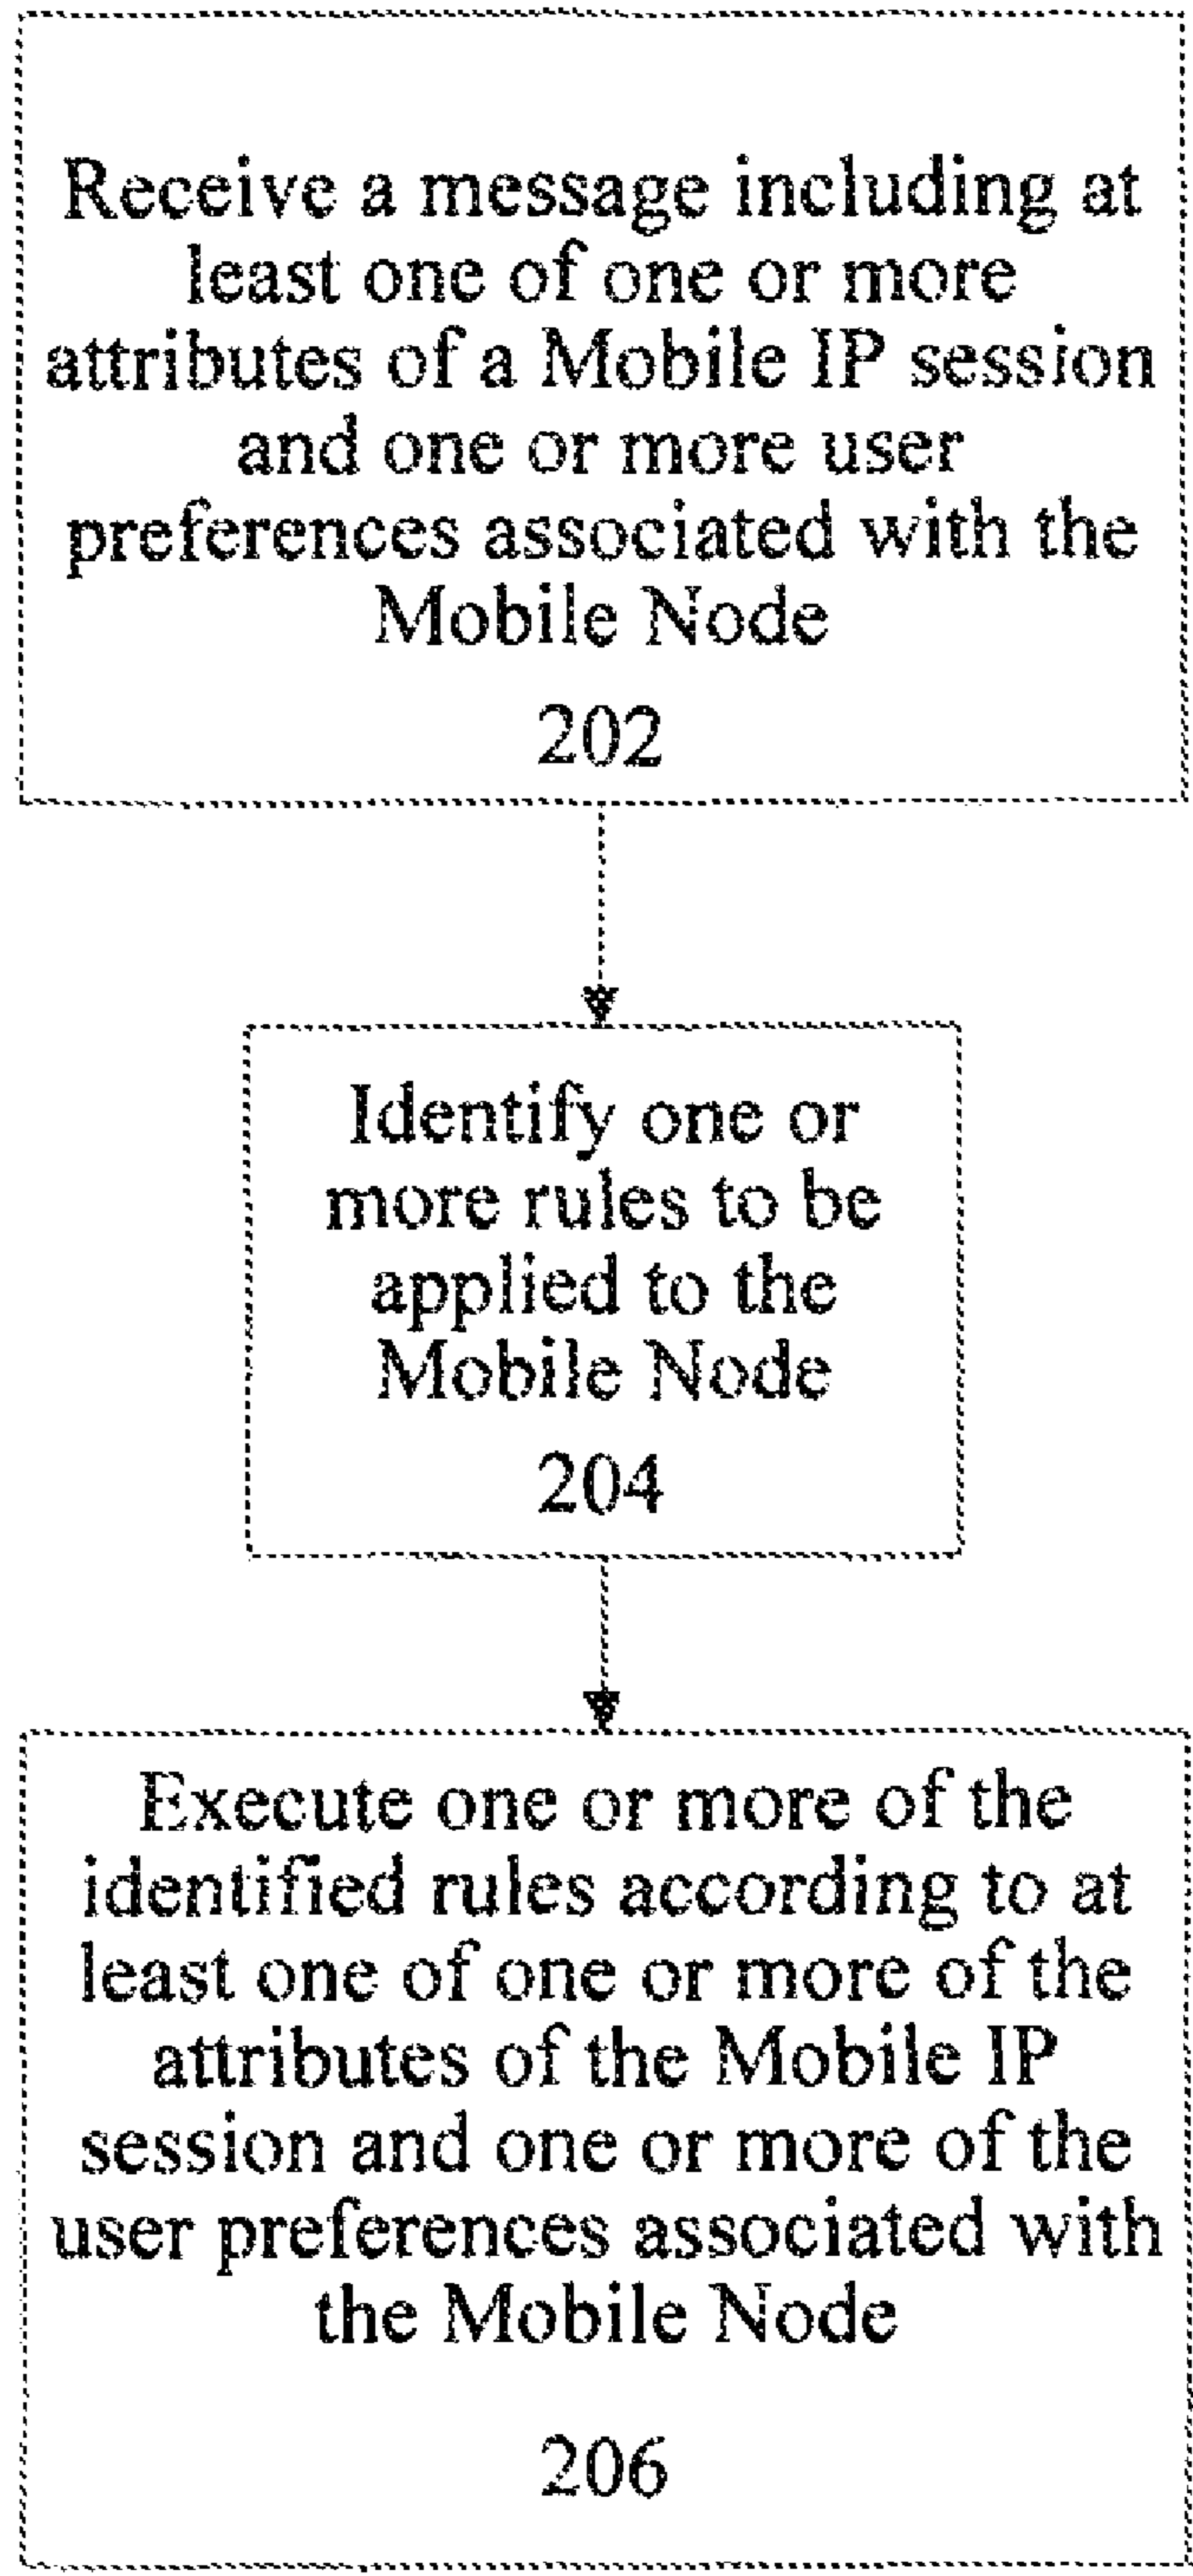 Receive a message including at
least one of one or more
attributes of a Mobile IP session
and one or more user
preferences associated with the
Mobile Node
202
Identify one or
more rules to be
applied to the
Mobile Node
204
Execute one or more of the
identified rules according to at
least one of one or more of the
attributes of the Mobile IP
session and one or more of the
user preferences associated with
the Mobile Node
206